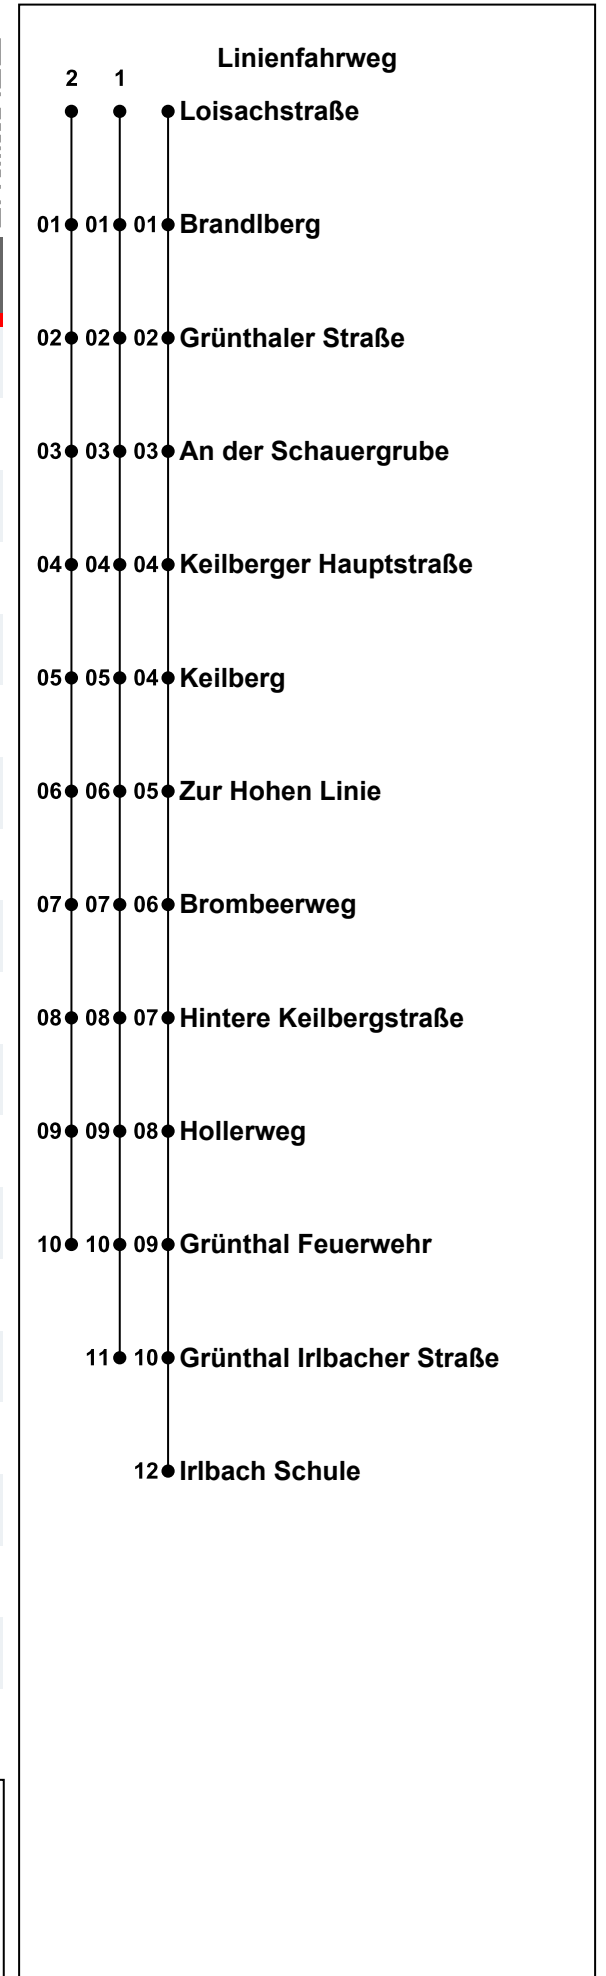 Linienfahrweg
2 1
Loisachstraße
01 01 01 Brandlberg
02 02 02 Grünthaler Straße
03 03 03 An der Schauergrube
04 04 04 Keilberger Hauptstraße
05 05 04 Keilberg
06 06 05 Zur Hohen Linie
07 07 06 Brombeerweg
08 08 07 Hintere Keilbergstraße
09 09 08 Hollerweg
10 10 09 Grünthal Feuerwehr
11 10 Grünthal Irlbacher Straße
12 Irlbach Schule